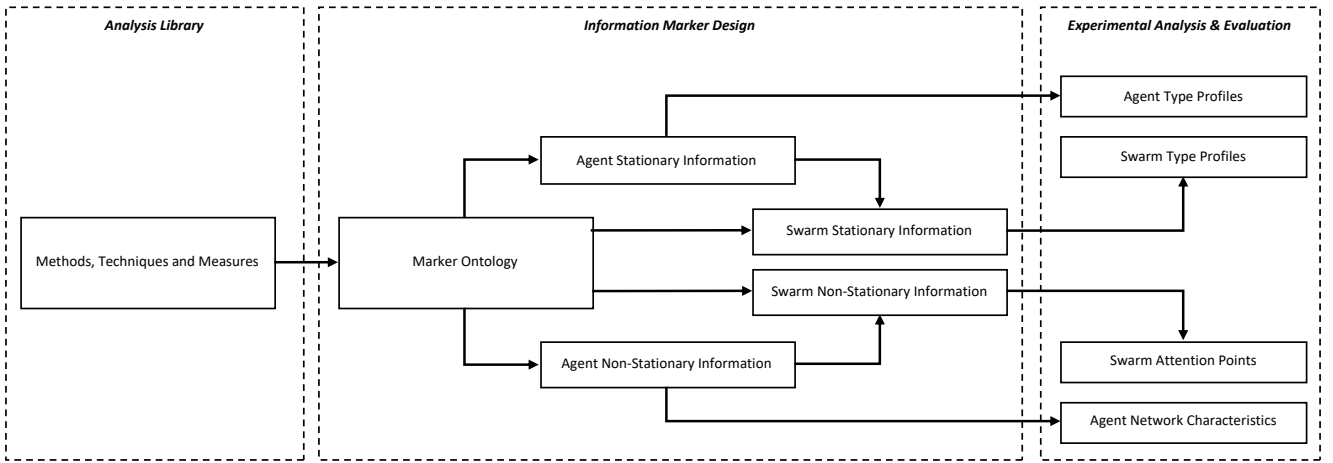 Analysis Library
Information Marker Design
Experimental Analysis & Evaluation
Agent Type Profiles
Agent Stationary Information
Swarm Type Profiles
Swarm Stationary Information
Methods, Techniques and Measures
Marker Ontology
Swarm Non-Stationary Information
Agent Non-Stationary Information
Swarm Attention Points
Agent Network Characteristics